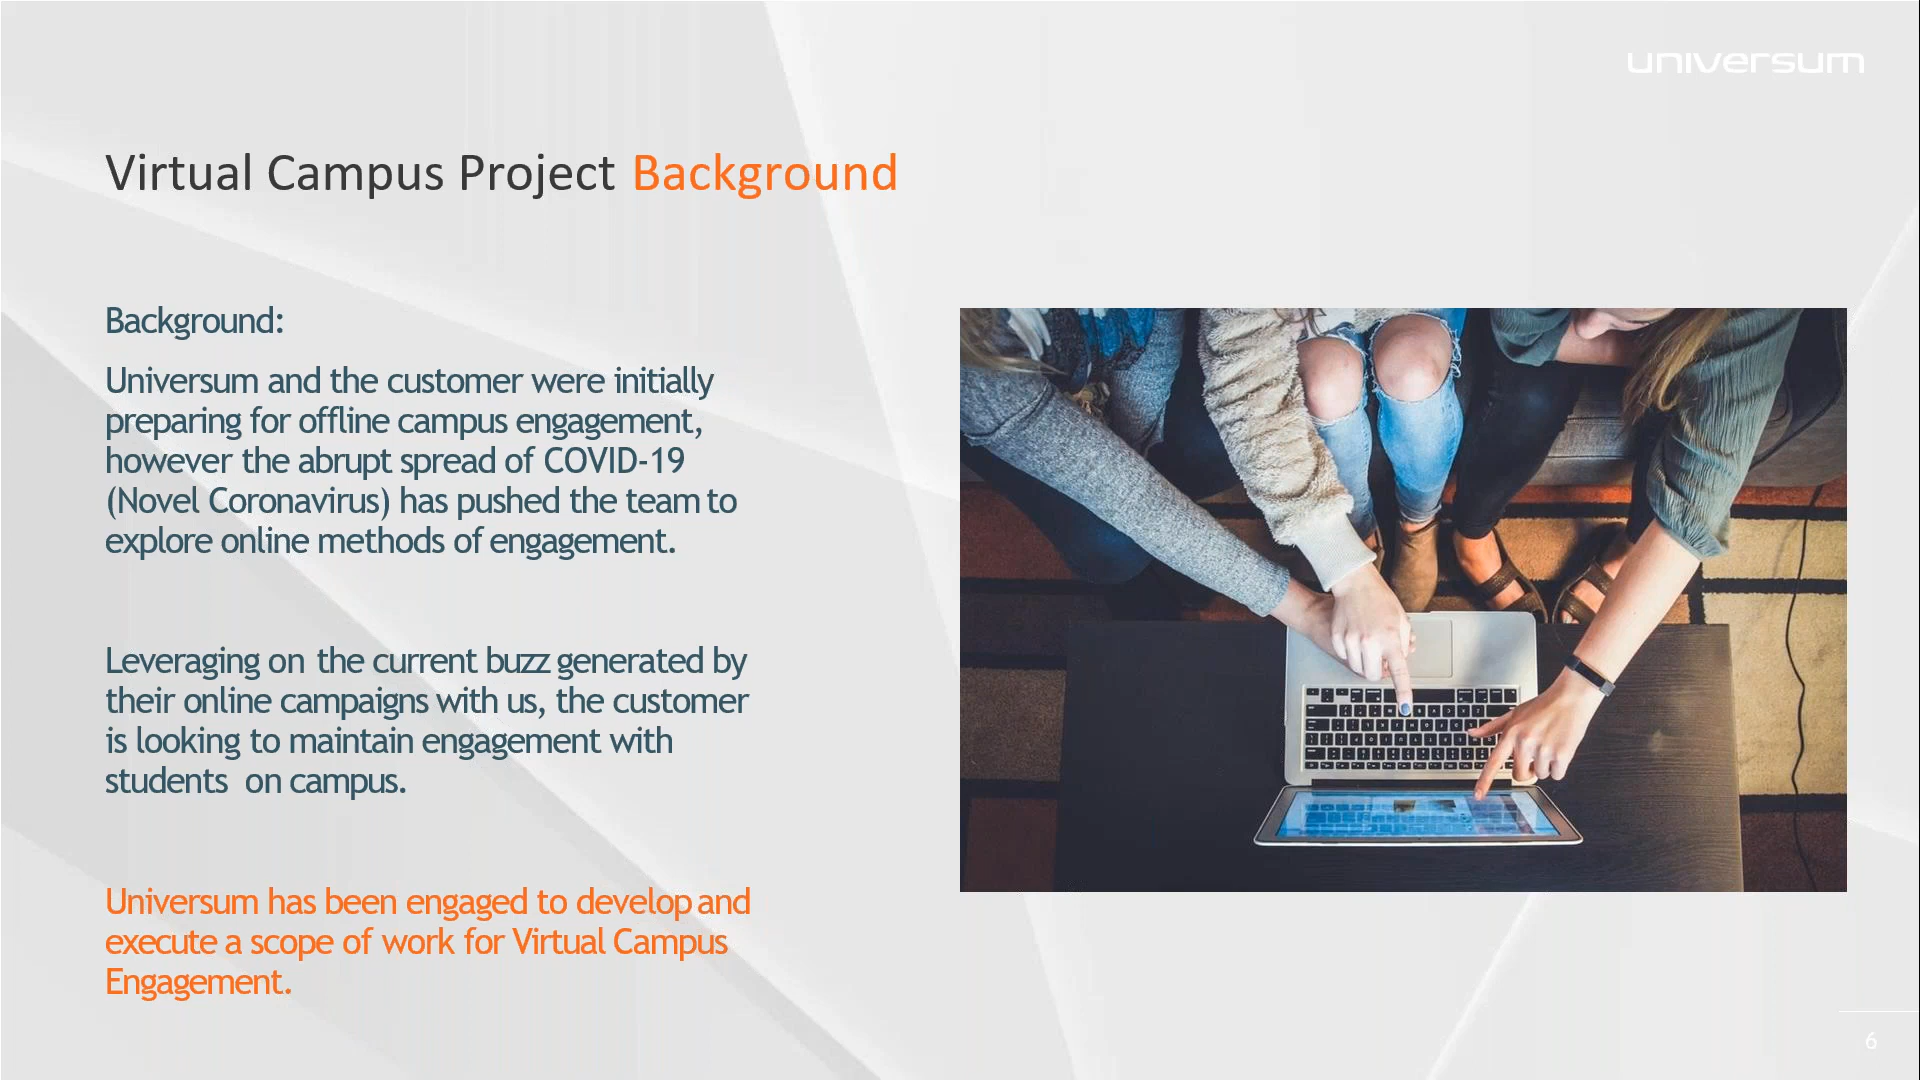 universum
Virtual Campus Project Background
Background:
Universum and the customer were initially
preparing for offline campus engagement,
however the abrupt spread of COVID-19
(Novel Coronavirus) has pushed the team to
explore online methods of engagement.
Leveraging on the current buzz generated by
their online campaigns with us, the customer
is looking to maintain engagement with
students on campus.
Universum has been engaged to develop and
execute a scope of work for Virtual Campus
Engagement.
6